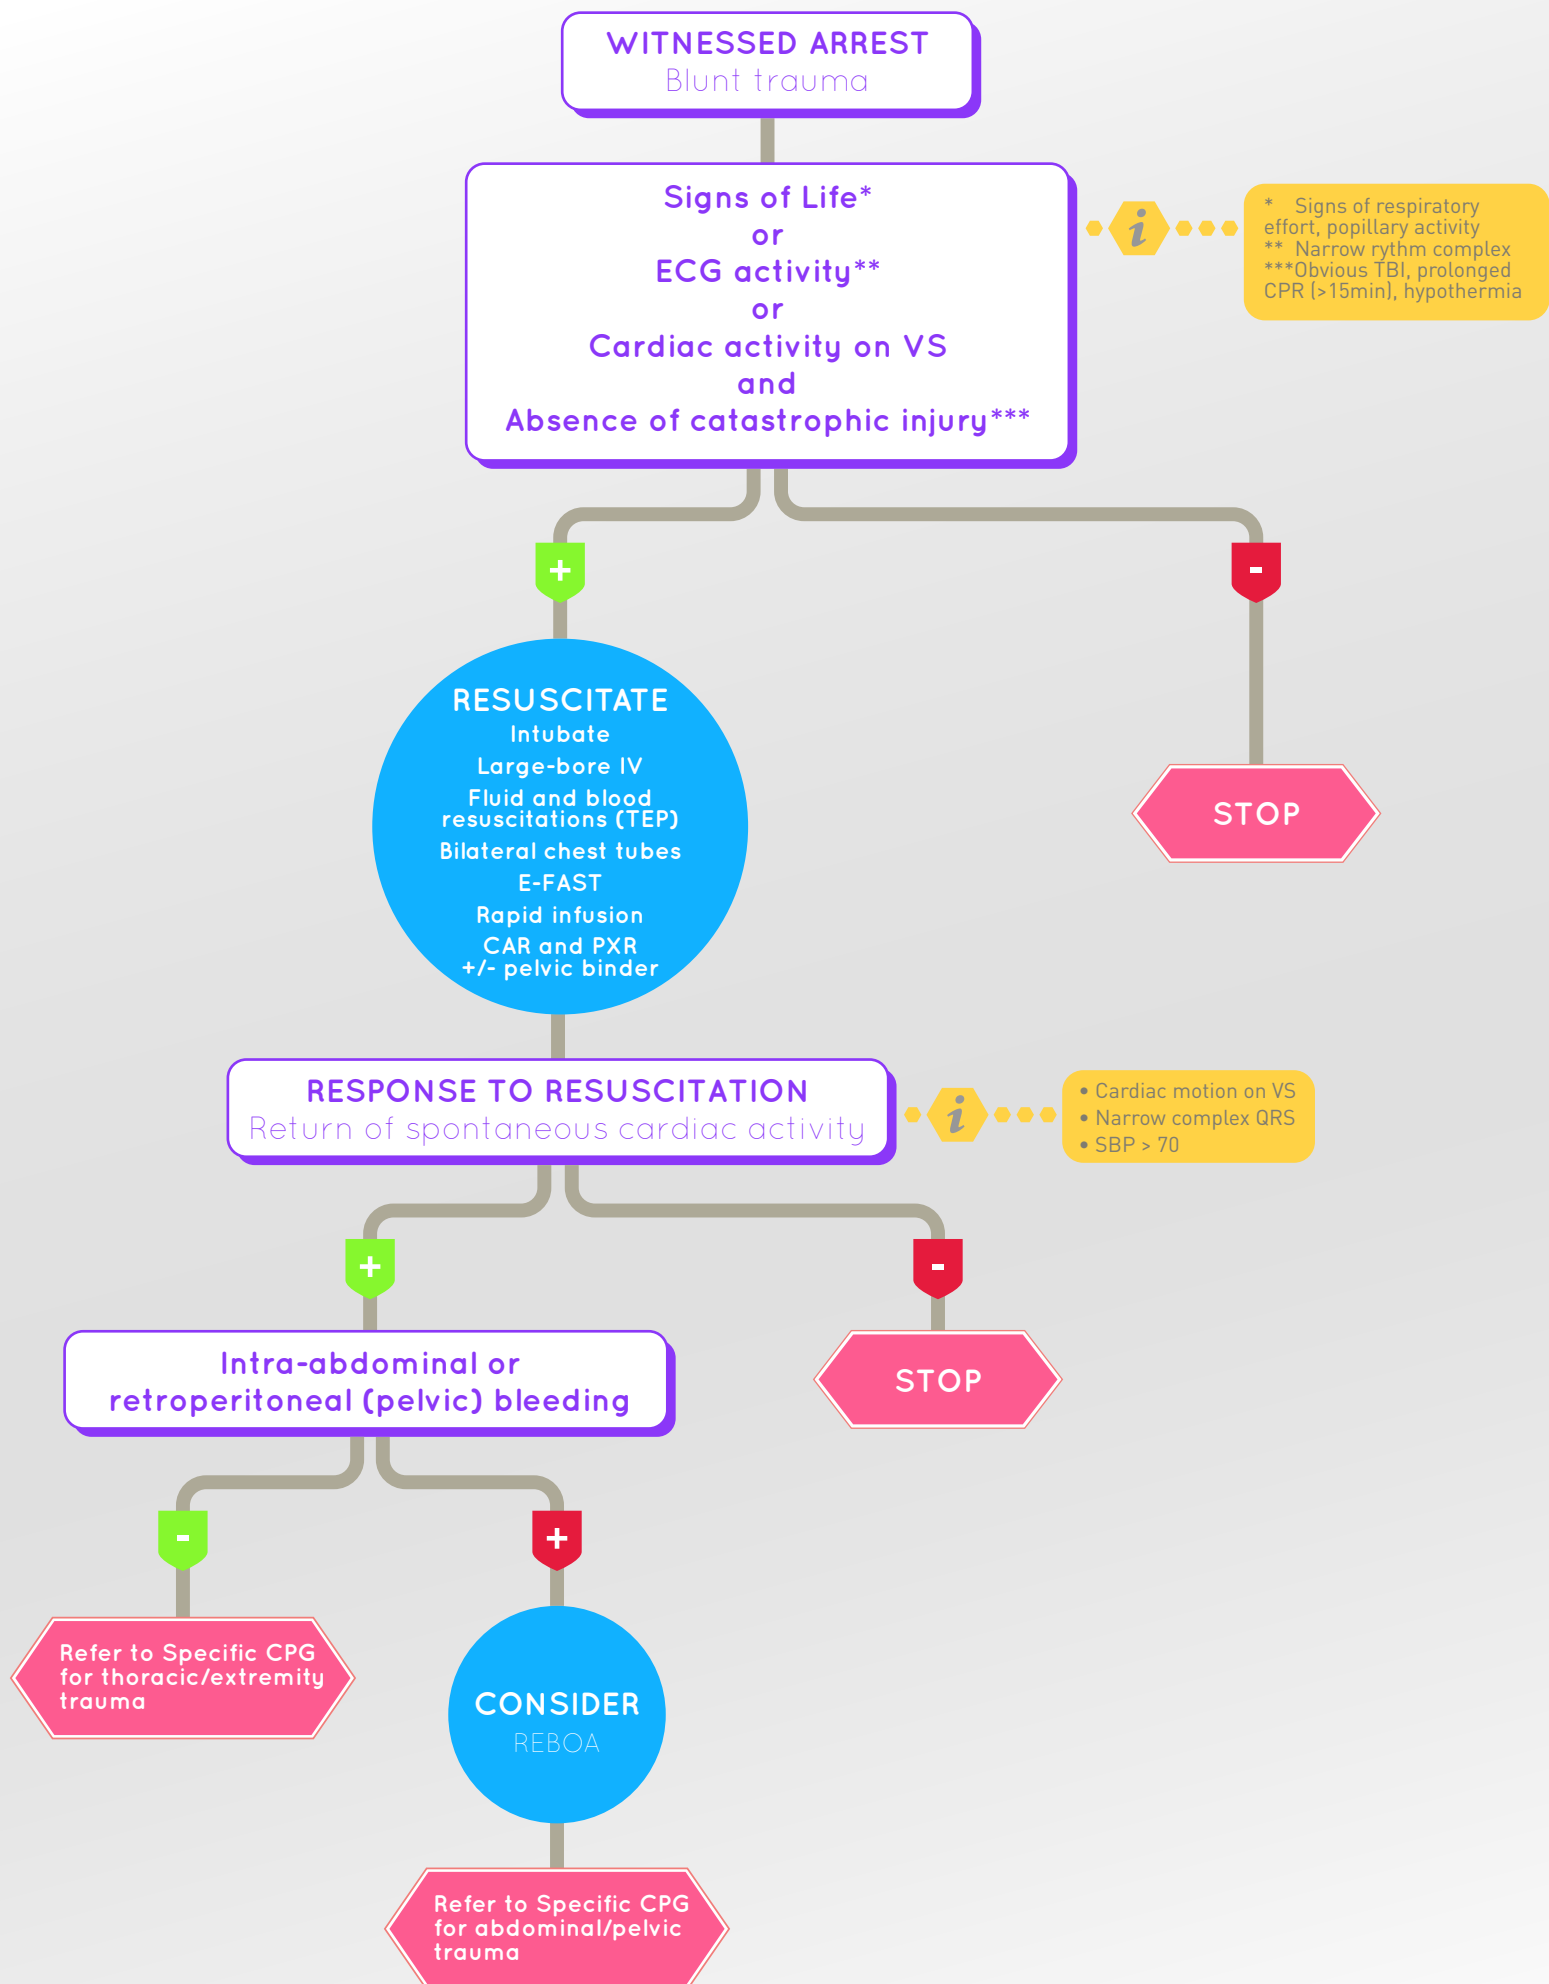 WITNESSED ARREST
Blunt trauma
Signs of Life*
or
ECG activity**
or
Cardiac activity on VS
and
Absence of catastrophic injury***
i
* Signs of respiratory
effort, popillary activity
** Narrow rythm complex
***Obvious TBI, prolonged
CPR (>15min), hypothermia
+
-
RESUSCITATE
Intubate
Large-bore IV
Fluid and blood
resuscitations (TEP)
Bilateral chest tubes
E-FAST
Rapid infusion
CAR and PXR
+/- pelvic binder
STOP
RESPONSE TO RESUSCITATION
Return of spontaneous cardiac activity
i
• Cardiac motion on VS
• Narrow complex QRS
• SBP > 70
+
-
Intra-abdominal or
retroperitoneal (pelvic) bleeding
STOP
-
+
Refer to Specific CPG
for thoracic/extremity
trauma
CONSIDER
REBOA
Refer to Specific CPG
for abdominal/pelvic
trauma